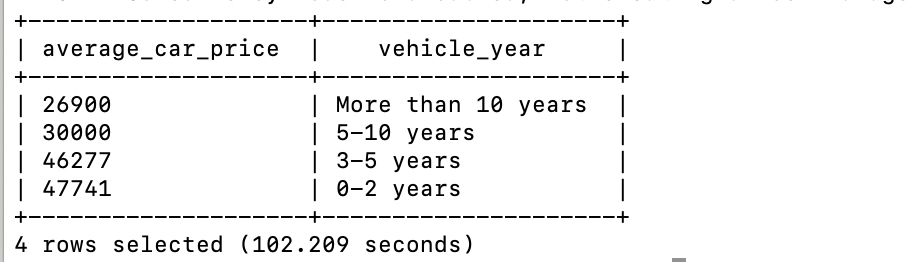 +---------------------+----------------------+
| average_car_price | vehicle_year |
+---------------------+----------------------+
| 26900 | More than 10 years |
| 30000 | 5-10 years |
| 46277 | 3-5 years |
| 47741 | 0-2 years |
+---------------------+----------------------+
4 rows selected (102.209 seconds)